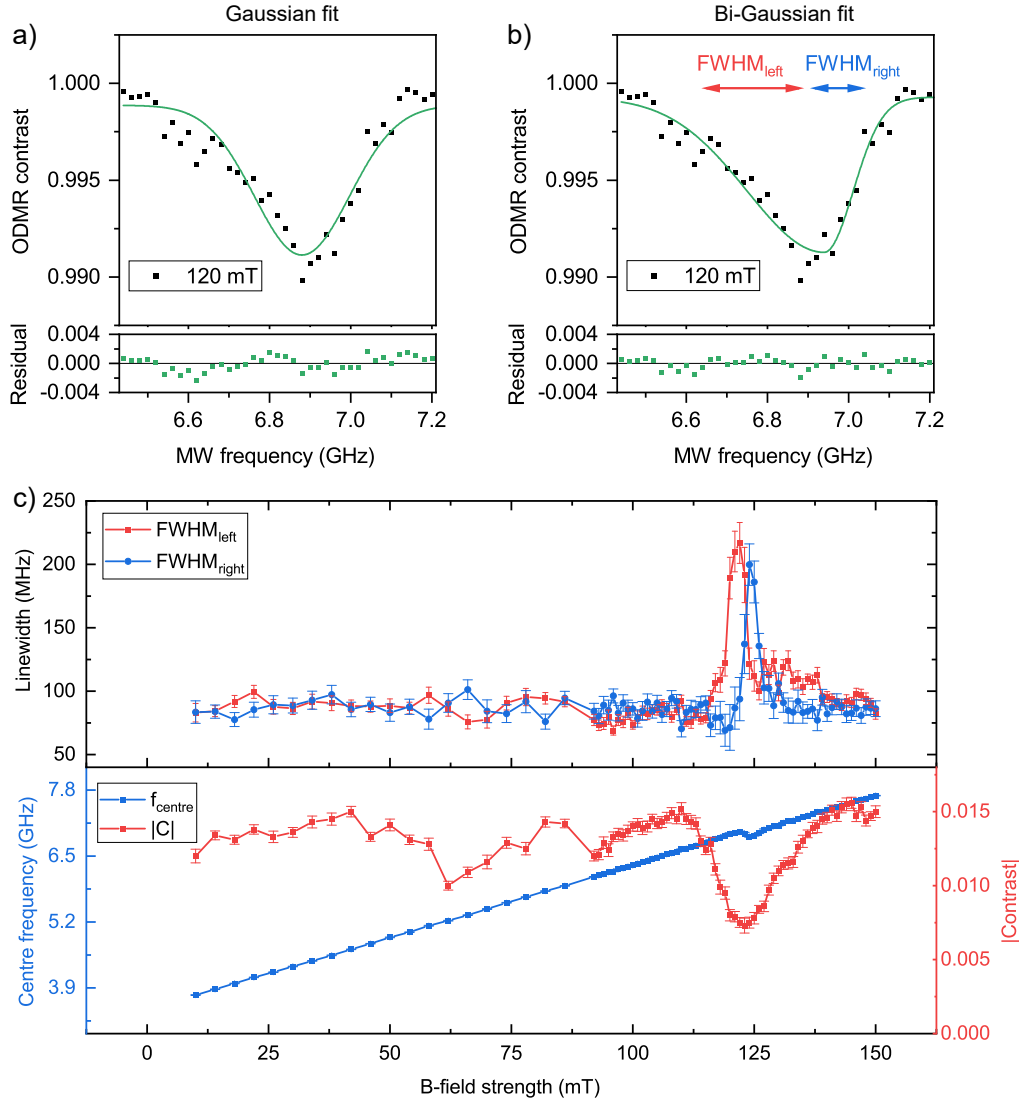 Gaussian fit
Bi-Gaussian fit
a)
b)
FWHMleft
FWHMright
1.000
0.995
0.990
ODMR contrast
120 mT
1.000
0.995
0.990
ODMR contrast
120 mT
0.004
0.000
-0.004
Residual
0.004
0.000
-0.004
Residual
6.6 6.8 7.0 7.2
6.6 6.8 7.0 7.2
MW frequency (GHz)
MW frequency (GHz)
c)
250
200
150
100
50
Linewidth (MHz)
FWHMleft
FWHMright
7.8
6.5
5.2
3.9
Centre frequency (GHz)
fcentre
|C|
0.015
0.010
0.005
0.000
|Contrast|
0 25 50 75 100 125 150
B-field strength (mT)